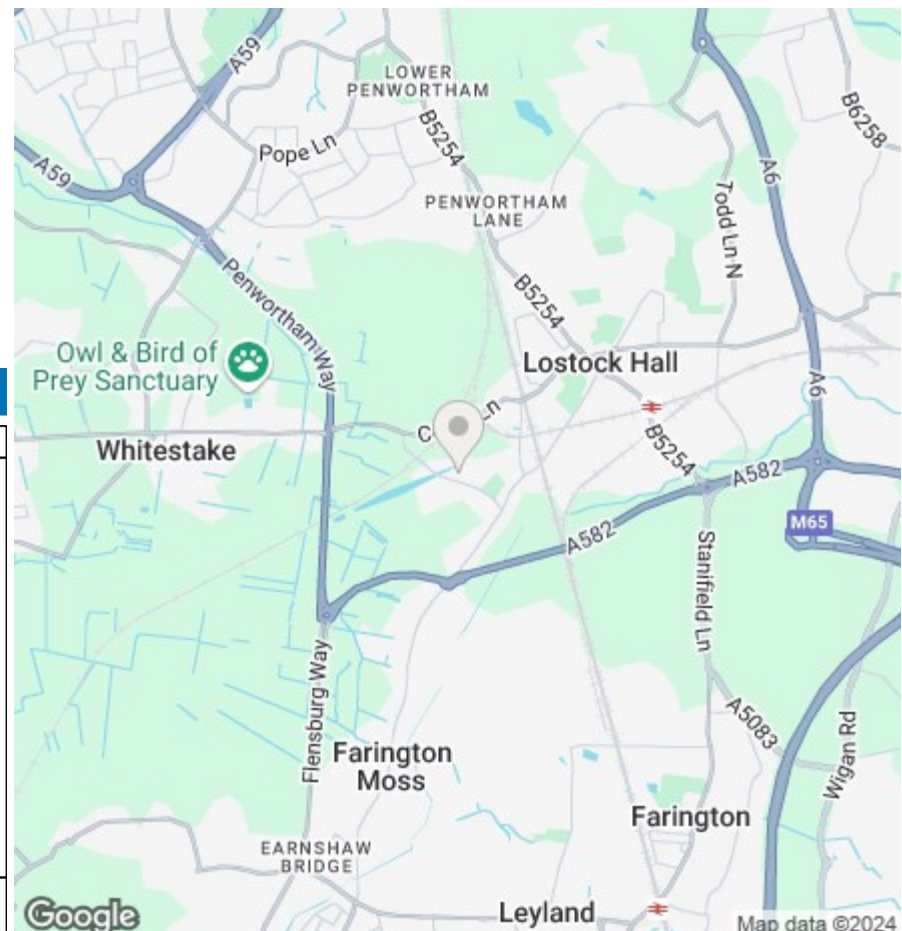 A59
LOWER
PENWORTHAM
B5254
B6258
Pope Ln
A59
A6
PENWORTHAM
LANE
Todd Ln N
Penwortham Way
B5254
Owl & Bird of
Prey Sanctuary
Lostock Hall
A6
Whitestake
B5254
A582
M65
A582
Stanifield Ln
Flensburg Way
A5083
Wigan Rd
Farington
Moss
Farington
EARNSHAW
BRIDGE
Leyland
Google
Map data ©2024